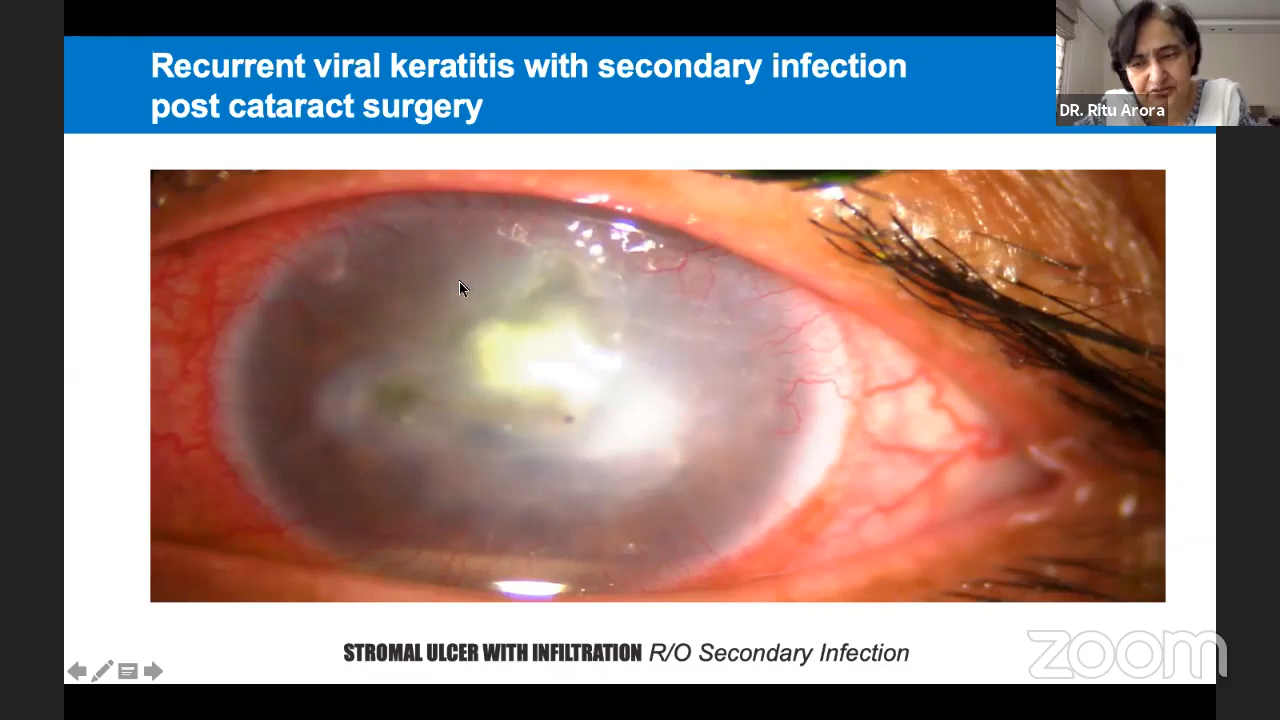 Recurrent viral keratitis with secondary infection
post cataract surgery
DR. Ritu Arora
STROMAL ULCER WITH INFILTRATION R/O Secondary Infection
zoom